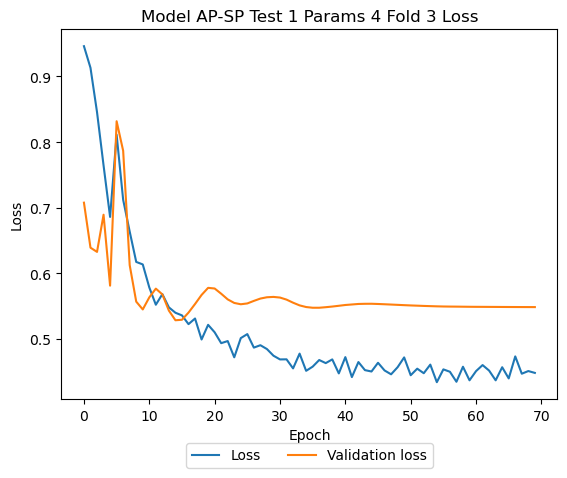 Model AP-SP Test 1 Params 4 Fold 3 Loss
0.9
0.8
0.7
0.6
0.5
Loss
0 10 20 30 40 50 60 70
Epoch
Loss Validation loss